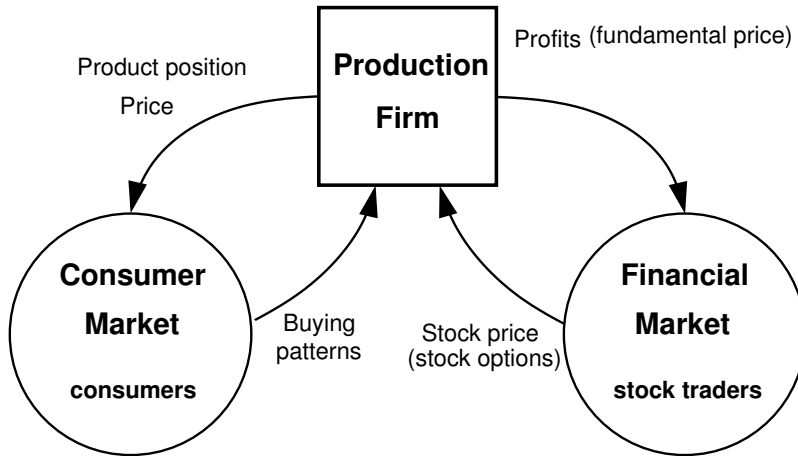 Production
Firm
Profits (fundamental price)
Product position
Price
Consumer
Market
consumers
Buying
patterns
Stock price
(stock options)
Financial
Market
stock traders